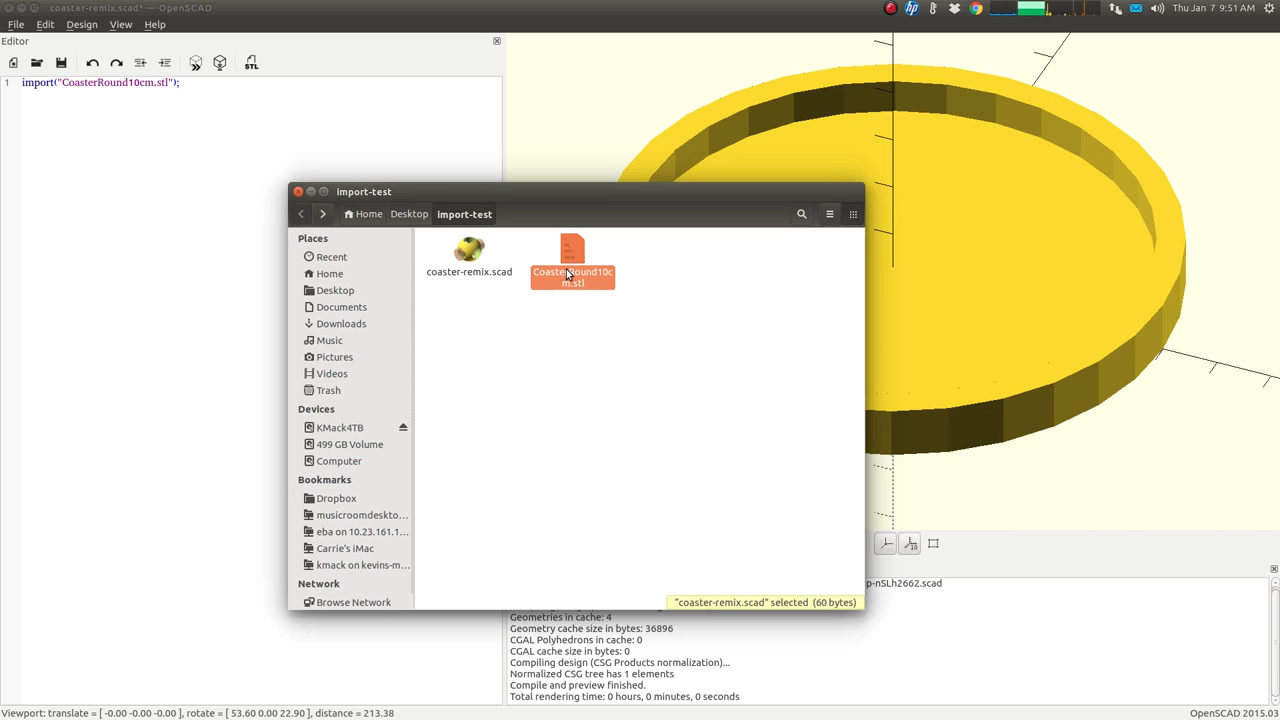 coaster-remix.scad* — OpenSCAD
Thu Jan 7 9:51 AM
File Edit Design View Help
Editor
STL
1 import("CoasterRound10cm.stl");
import-test
Home Desktop import-test
Places
Recent
Home
Desktop
Documents
Downloads
Music
Pictures
Videos
Trash
Devices
KMack4TB
499 GB Volume
Computer
Bookmarks
Dropbox
musicroomdeskto...
eba on 10.23.161.1...
Carrie's iMac
kmack on kevins-m...
Network
Browse Network
coaster-remix.scad
CoasterRound10c
m.stl
"coaster-remix.scad" selected (60 bytes)
10
p-nSLh2662.scad
Geometries in cache: 4
Geometry cache size in bytes: 36896
CGAL Polyhedrons in cache: 0
CGAL cache size in bytes: 0
Compiling design (CSG Products normalization)...
Normalized CSG tree has 1 elements
Compile and preview finished.
Total rendering time: 0 hours, 0 minutes, 0 seconds
Viewport: translate = [ -0.00 -0.00 -0.00 ], rotate = [ 53.60 0.00 22.90 ], distance = 213.38
OpenSCAD 2015.03